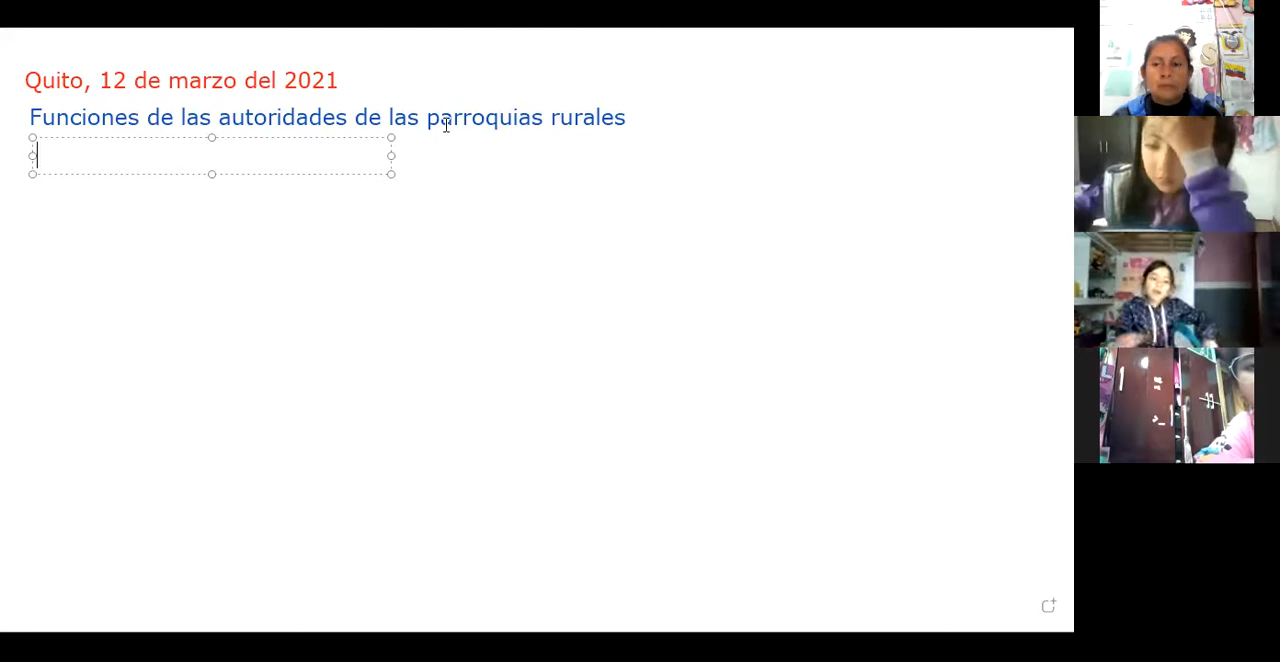 Quito, 12 de marzo del 2021
Funciones de las autoridades de las parroquias rurales